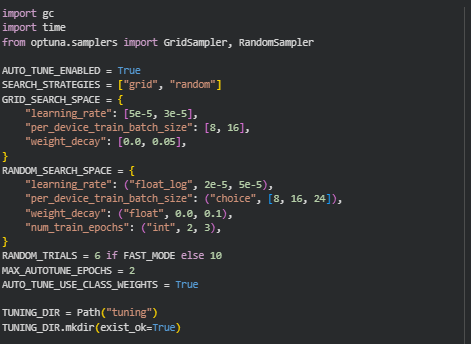 import gc
import time
from optuna.samplers import GridSampler, RandomSampler

AUTO_TUNE_ENABLED = True
SEARCH_STRATEGIES = ["grid", "random"]
GRID_SEARCH_SPACE = {
    "learning_rate": [5e-5, 3e-5],
    "per_device_train_batch_size": [8, 16],
    "weight_decay": [0.0, 0.05],
}
RANDOM_SEARCH_SPACE = {
    "learning_rate": ("float_log", 2e-5, 5e-5),
    "per_device_train_batch_size": ("choice", [8, 16, 24]),
    "weight_decay": ("float", 0.0, 0.1),
    "num_train_epochs": ("int", 2, 3),
}
RANDOM_TRIALS = 6 if FAST_MODE else 10
MAX_AUTOTUNE_EPOCHS = 2
AUTO_TUNE_USE_CLASS_WEIGHTS = True

TUNING_DIR = Path("tuning")
TUNING_DIR.mkdir(exist_ok=True)